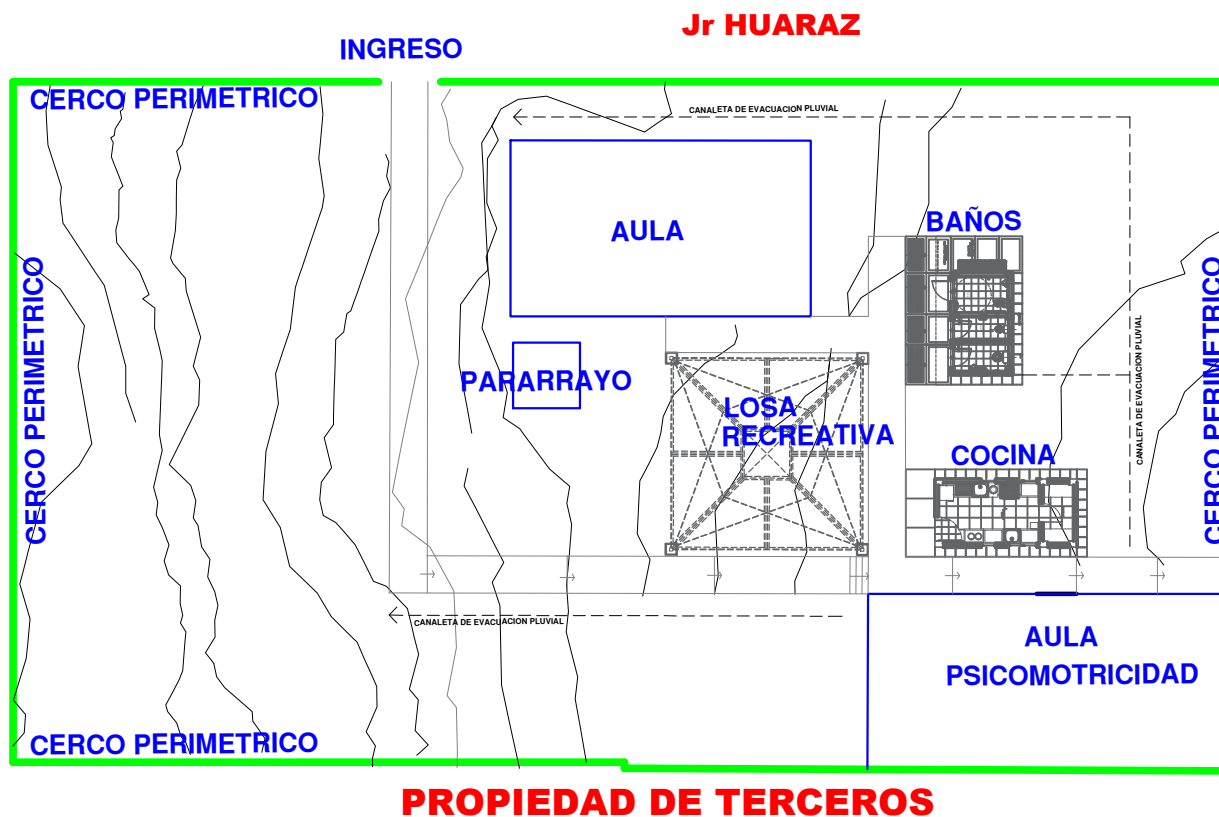 Jr HUARAZ
INGRESO
CERCO PERIMETRICO
CANALETA DE EVACUACION PLUVIAL
AULA
BAÑOS
CERCO PERIMETRICO
CERCO PERIMETRICO
PARARRAYO
LOSA
RECREATIVA
CANALETA DE EVACUACION PLUVIAL
COCINA
CANALETA DE EVACUACION PLUVIAL
AULA
PSICOMOTRICIDAD
CERCO PERIMETRICO
PROPIEDAD DE TERCEROS